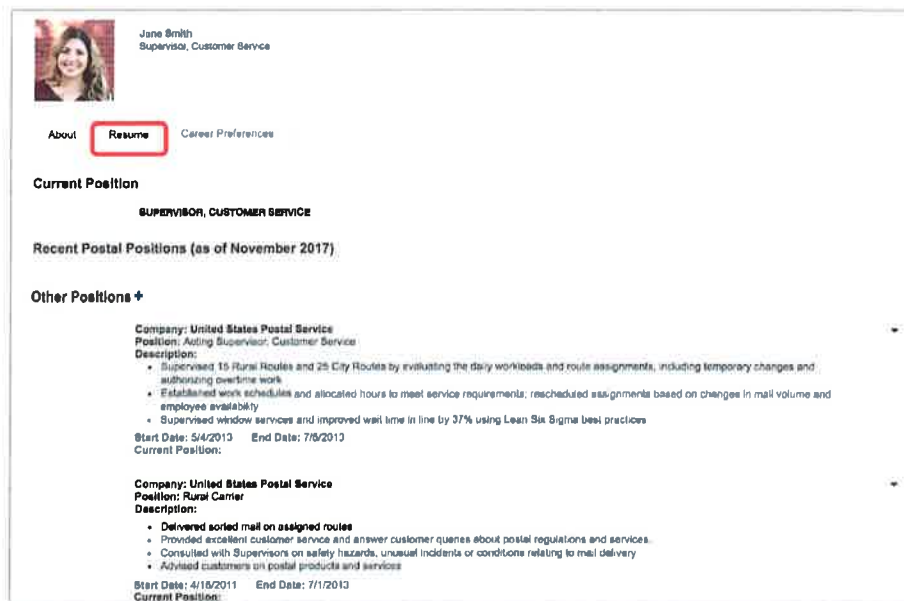 Jane Smith
Supervisor, Customer Service
About Resume Career Preferences
Current Position
SUPERVISOR, CUSTOMER SERVICE
Recent Postal Positions (as of November 2017)
Other Positions +
Company: United States Postal Service
Position: Acting Supervisor, Customer Service
Description:
• Supervised 15 Rural Routes and 25 City Routes by evaluating the daily workloads and route assignments, including temporary changes and
authorizing overtime work
• Established work schedules and allocated hours to meet service requirements; rescheduled assignments based on changes in mail volume and
employee availability
• Supervised window services and improved wait time in line by 37% using Lean Six Sigma best practices
Start Date: 5/4/2013 End Date: 7/6/2013
Current Position:
Company: United States Postal Service
Position: Rural Carrier
Description:
• Delivered sorted mail on assigned routes
• Provided excellent customer service and answer customer queries about postal regulations and services.
• Consulted with Supervisors on safety hazards, unusual incidents or conditions relating to mail delivery
• Advised customers on postal products and services
Start Date: 4/16/2011 End Date: 7/1/2013
Current Position: